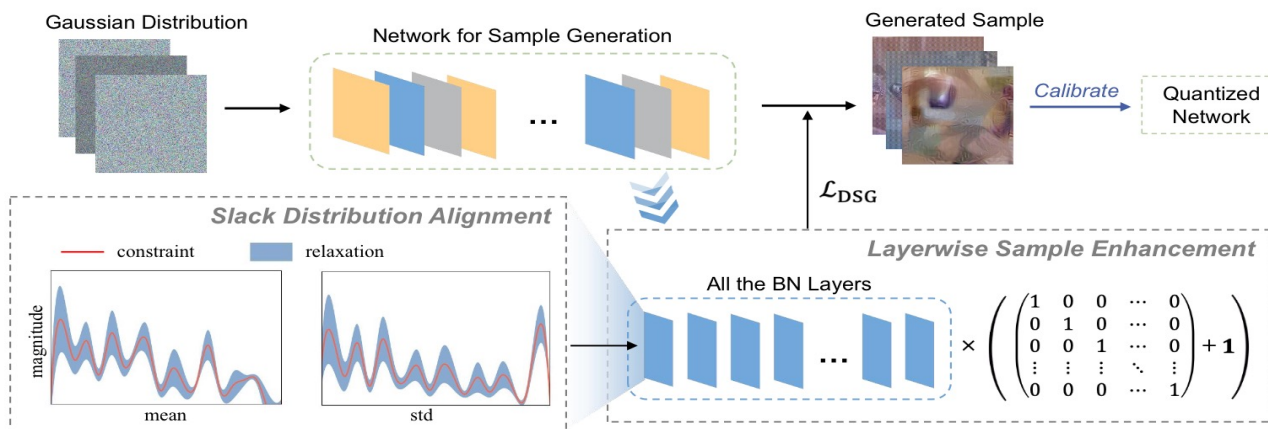 Gaussian Distribution
Network for Sample Generation
...
Generated Sample
Calibrate
Quantized
Network
ℒDSG
Slack Distribution Alignment
constraint
relaxation
magnitude
mean
std
Layerwise Sample Enhancement
All the BN Layers
...
× ( ( 1 0 0 ⋯ 0
0 1 0 ⋯ 0
0 0 1 ⋯ 0
⋮ ⋮ ⋮ ⋱ ⋮
0 0 0 ⋯ 1 ) + 1 )